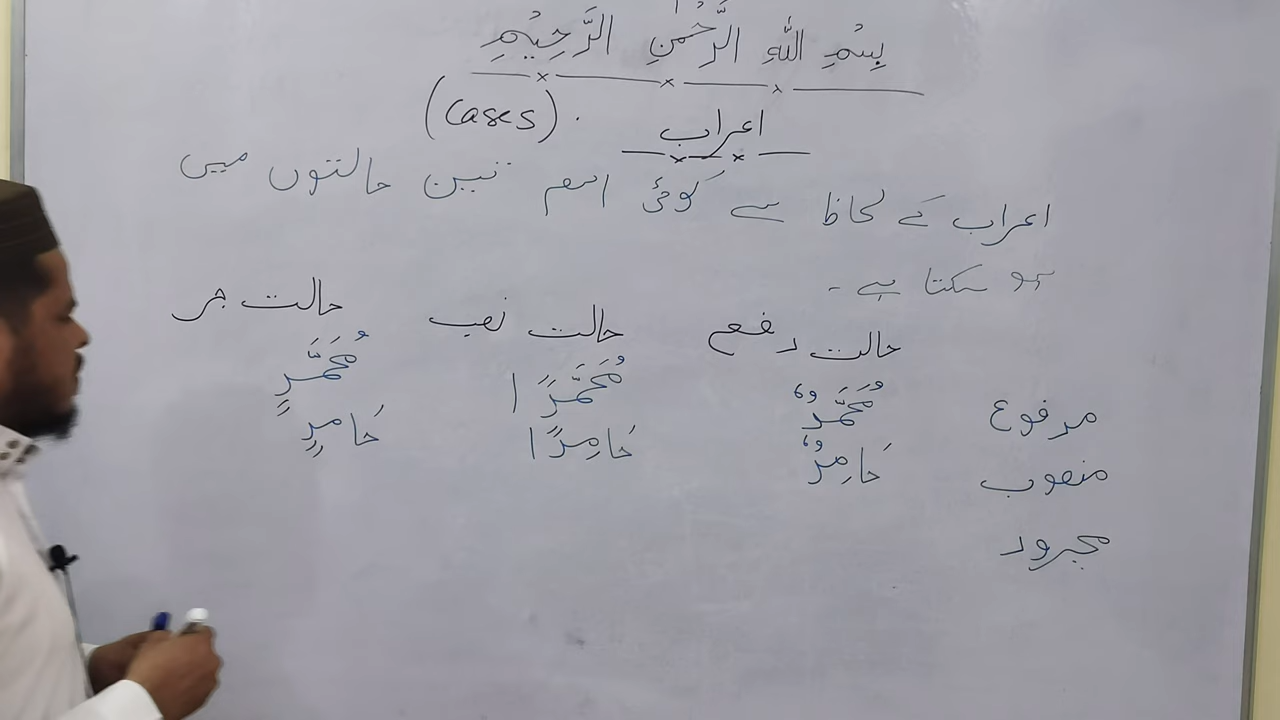 بِسْمِ اللّٰهِ الرَّحْمٰنِ الرَّحِيْمِ
اعراب (Cases)
اعراب کے لحاظ سے کوئی اسم تین حالتوں میں
ہو سکتا ہے ۔
حالت رفع حالت نصب حالت جر
مرفوع مُحَمَّدٌ مُحَمَّدًا مُحَمَّدٍ
منصوب حَامِدٌ حَامِدًا حَامدٍ
مجرور